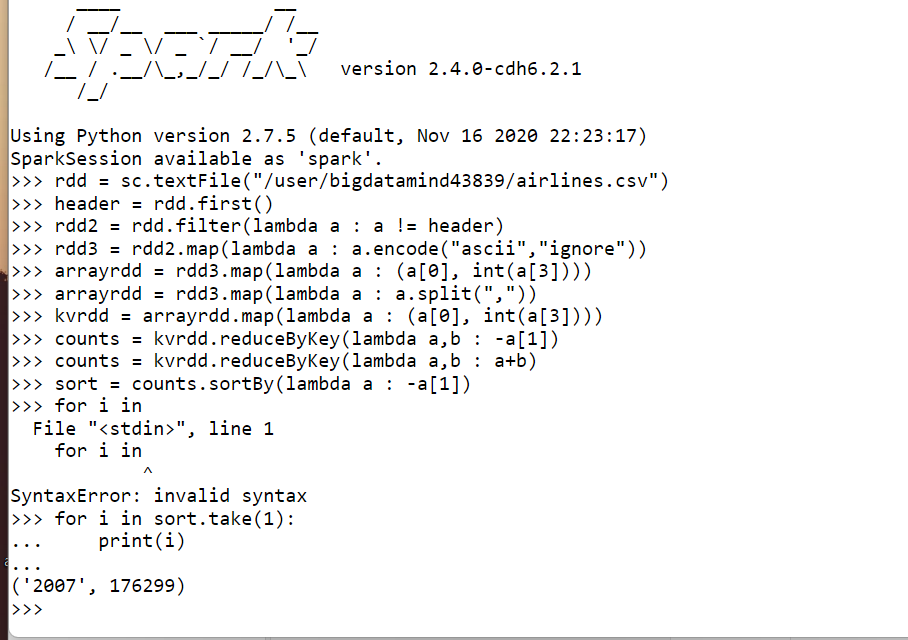 ____              __
     / __/__  ___ _____/ /__
    _\ \/ _ \/ _ `/ __/  '_/
   /__ / .__/\_,_/_/ /_/\_\   version 2.4.0-cdh6.2.1
      /_/
Using Python version 2.7.5 (default, Nov 16 2020 22:23:17)
SparkSession available as 'spark'.
>>> rdd = sc.textFile("/user/bigdatamind43839/airlines.csv")
>>> header = rdd.first()
>>> rdd2 = rdd.filter(lambda a : a != header)
>>> rdd3 = rdd2.map(lambda a : a.encode("ascii","ignore"))
>>> arrayrdd = rdd3.map(lambda a : (a[0], int(a[3])))
>>> arrayrdd = rdd3.map(lambda a : a.split(","))
>>> kvrdd = arrayrdd.map(lambda a : (a[0], int(a[3])))
>>> counts = kvrdd.reduceByKey(lambda a,b : -a[1])
>>> counts = kvrdd.reduceByKey(lambda a,b : a+b)
>>> sort = counts.sortBy(lambda a : -a[1])
>>> for i in
  File "<stdin>", line 1
    for i in
            ^
SyntaxError: invalid syntax
>>> for i in sort.take(1):
...     print(i)
...
('2007', 176299)
>>>